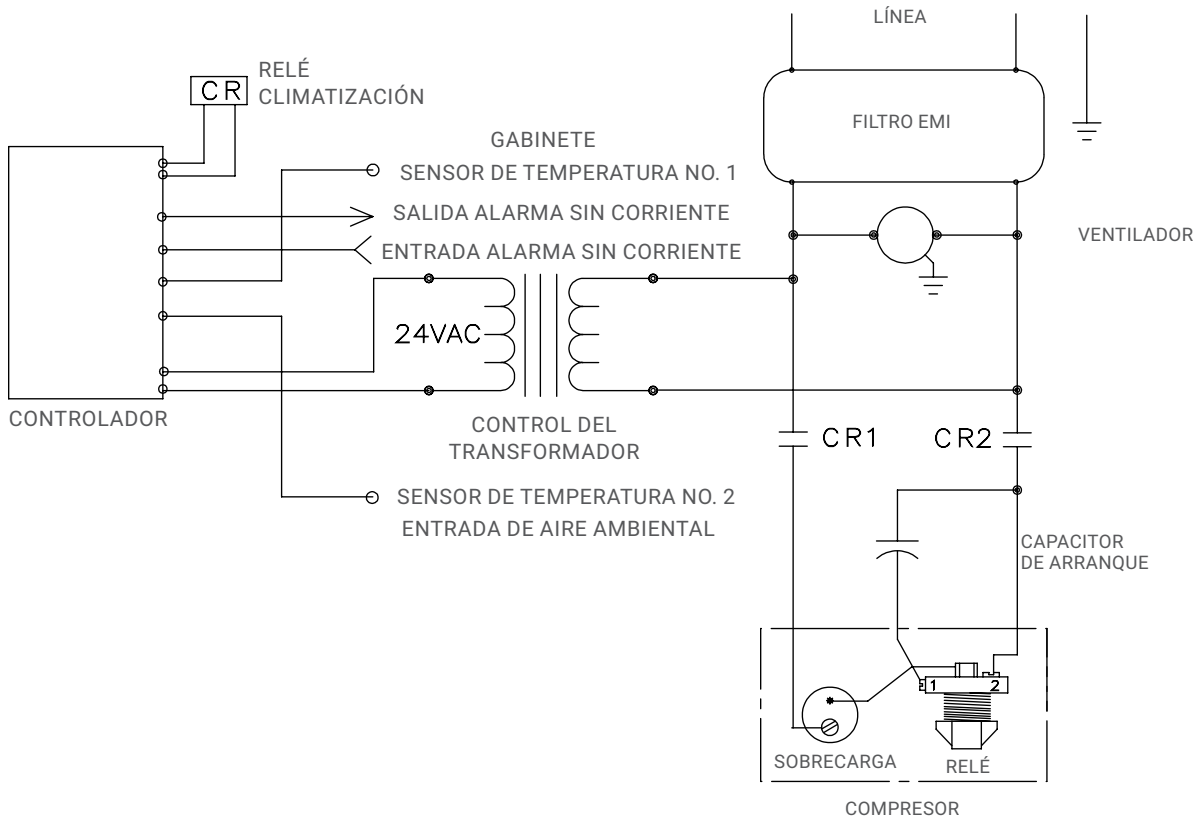 LÍNEA
RELÉ
CLIMATIZACIÓN
CR
FILTRO EMI
GABINETE
SENSOR DE TEMPERATURA NO. 1
SALIDA ALARMA SIN CORRIENTE
ENTRADA ALARMA SIN CORRIENTE
VENTILADOR
24VAC
CONTROLADOR
CONTROL DEL
TRANSFORMADOR
CR1
CR2
SENSOR DE TEMPERATURA NO. 2
ENTRADA DE AIRE AMBIENTAL
CAPACITOR
DE ARRANQUE
1 2
SOBRECARGA
RELÉ
COMPRESOR